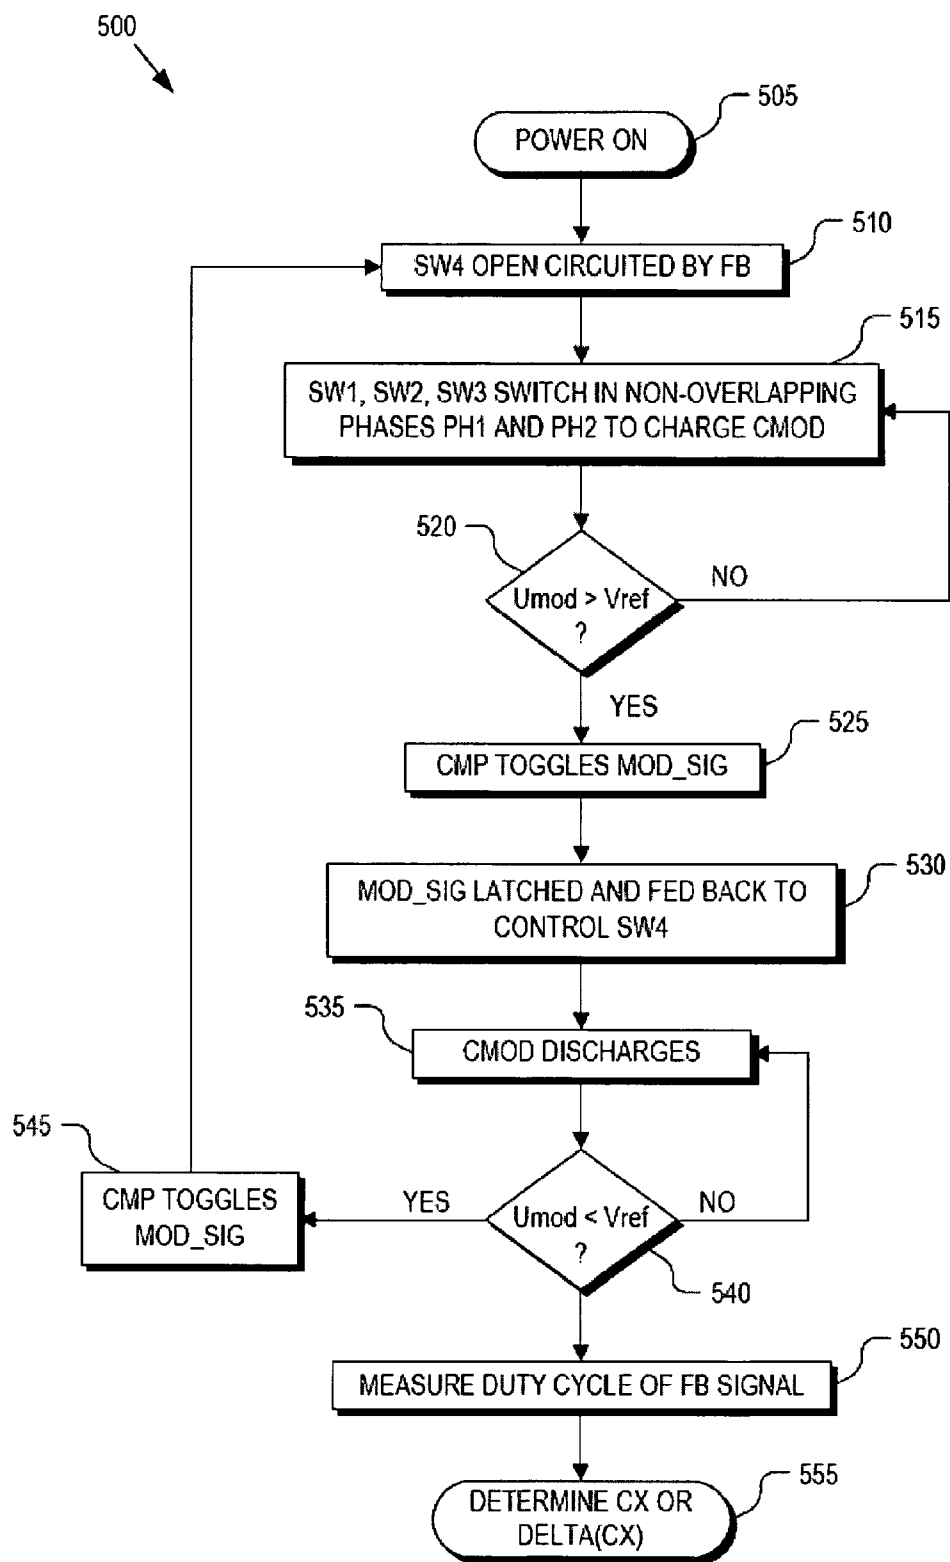 500
505
POWER ON
510
SW4 OPEN CIRCUITED BY FB
515
SW1, SW2, SW3 SWITCH IN NON-OVERLAPPING
PHASES PH1 AND PH2 TO CHARGE CMOD
520
Umod > Vref
?
NO
YES
525
CMP TOGGLES MOD_SIG
530
MOD_SIG LATCHED AND FED BACK TO
CONTROL SW4
535
CMOD DISCHARGES
545
CMP TOGGLES
MOD_SIG
YES
Umod < Vref
?
NO
540
550
MEASURE DUTY CYCLE OF FB SIGNAL
555
DETERMINE CX OR
DELTA(CX)